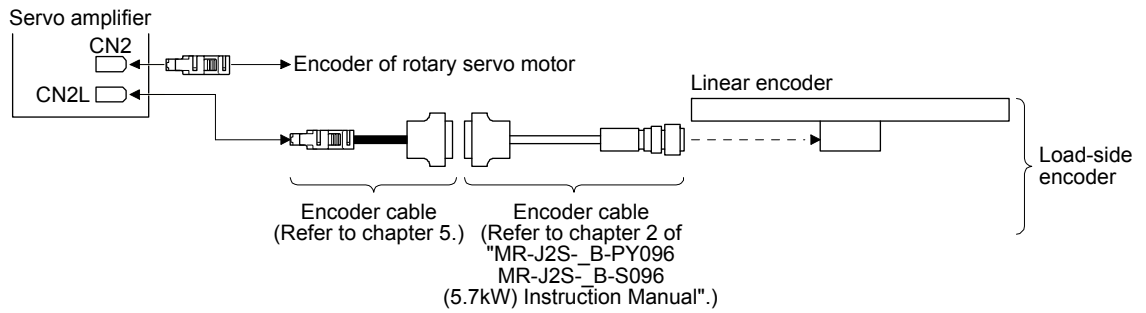 Servo amplifier
CN2
Encoder of rotary servo motor
CN2L
Linear encoder
Load-side
encoder
Encoder cable
(Refer to chapter 5.)
Encoder cable
(Refer to chapter 2 of
"MR-J2S-_B-PY096
MR-J2S-_B-S096
(5.7kW) Instruction Manual".)